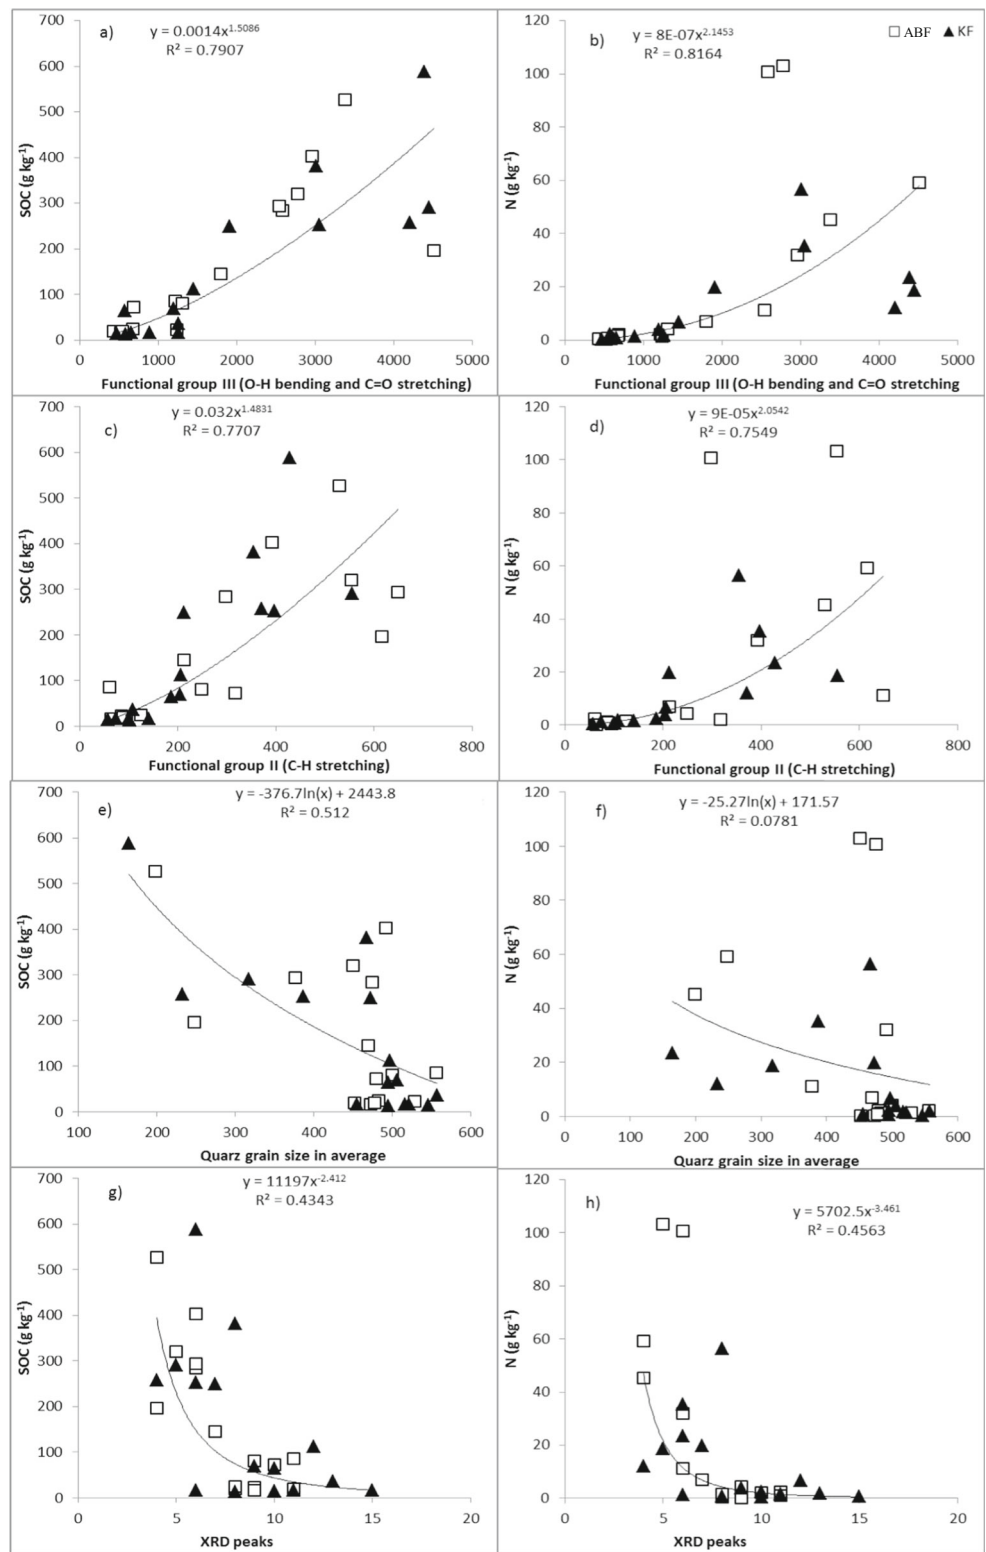 a)
y = 0.0014x^1.5086
R² = 0.7907
700
600
500
400
300
200
100
0
SOC (g kg⁻¹)
0 1000 2000 3000 4000 5000
Functional group III (O-H bending and C=O stretching)
b)
y = 8E-07x^2.1453
R² = 0.8164
□ ABF ▲ KF
120
100
80
60
40
20
0
N (g kg⁻¹)
0 1000 2000 3000 4000 5000
Functional group III (O-H bending and C=O stretching
c)
y = 0.032x^1.4831
R² = 0.7707
700
600
500
400
300
200
100
0
SOC (g kg⁻¹)
0 200 400 600 800
Functional group II (C-H stretching)
d)
y = 9E-05x^2.0542
R² = 0.7549
120
100
80
60
40
20
0
N (g kg⁻¹)
0 200 400 600 800
Functional group II (C-H stretching)
e)
y = -376.7ln(x) + 2443.8
R² = 0.512
700
600
500
400
300
200
100
0
SOC (g kg⁻¹)
100 200 300 400 500 600
Quarz grain size in average
f)
y = -25.27ln(x) + 171.57
R² = 0.0781
120
100
80
60
40
20
0
N (g kg⁻¹)
0 100 200 300 400 500 600
Quarz grain size in average
g)
y = 11197x^-2.412
R² = 0.4343
700
600
500
400
300
200
100
0
SOC (g kg⁻¹)
0 5 10 15 20
XRD peaks
h)
y = 5702.5x^-3.461
R² = 0.4563
120
100
80
60
40
20
0
N (g kg⁻¹)
0 5 10 15 20
XRD peaks